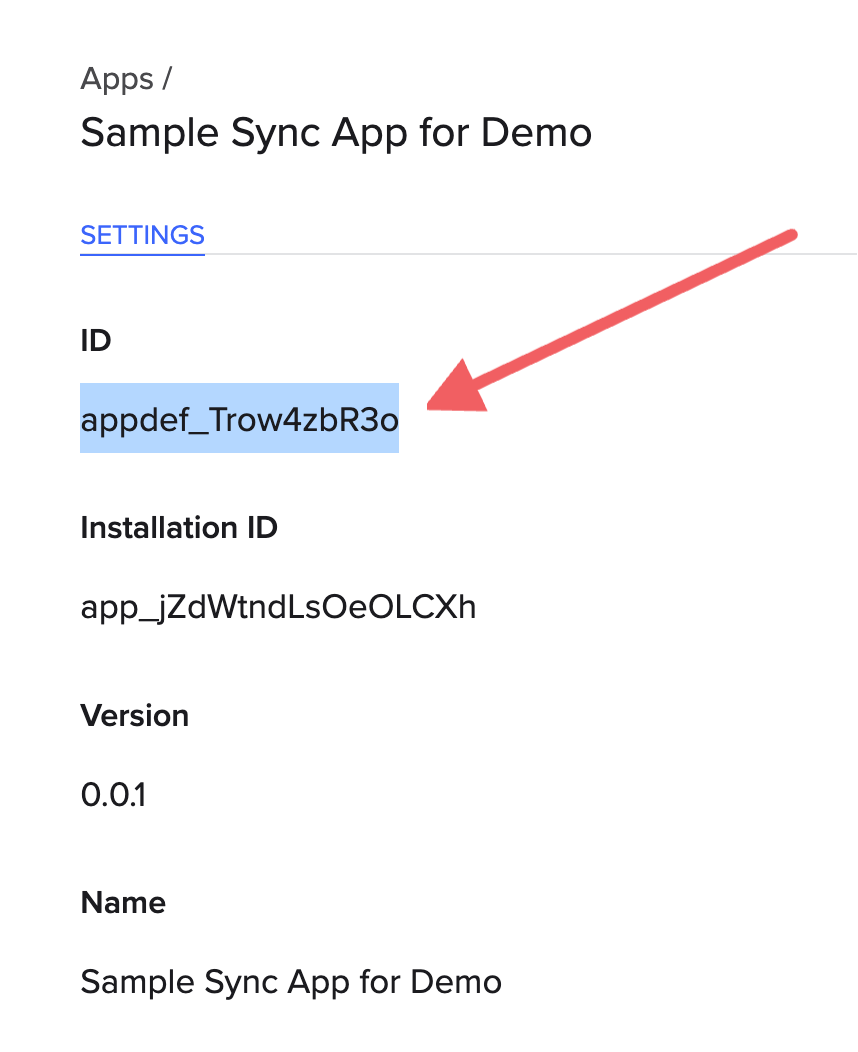 Apps /
Sample Sync App for Demo
SETTINGS
ID
appdef_Trow4zbR3o
Installation ID
app_jZdWtndLsOeOLCXh
Version
0.0.1
Name
Sample Sync App for Demo